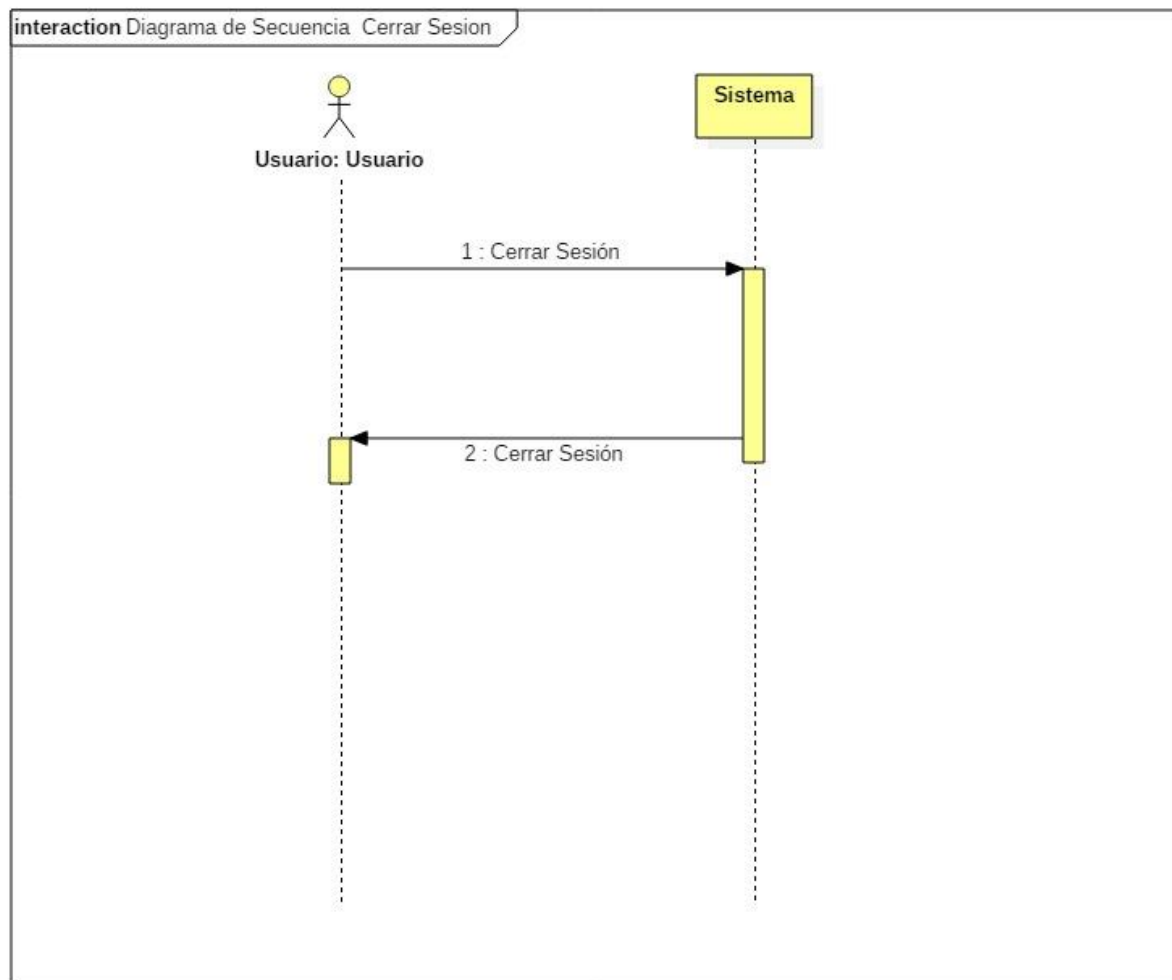 interaction Diagrama de Secuencia  Cerrar Sesion
Sistema
Usuario: Usuario
1 : Cerrar Sesión
2 : Cerrar Sesión